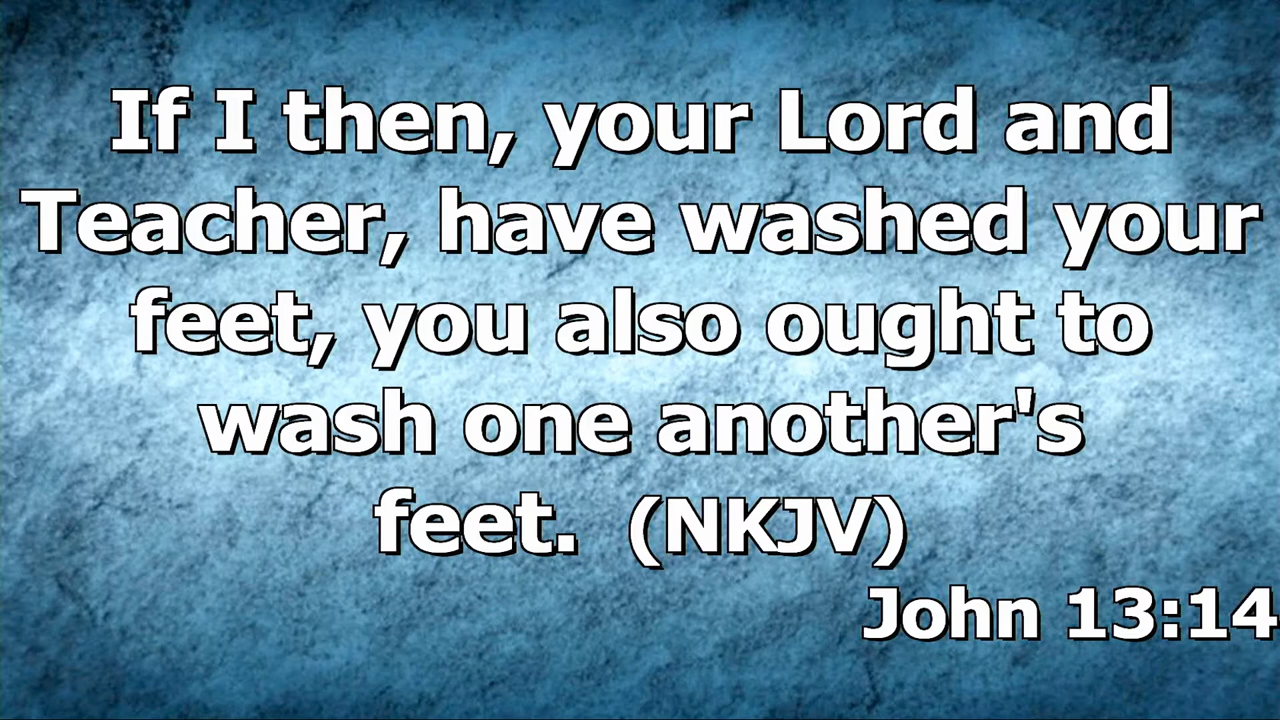 If I then, your Lord and
Teacher, have washed your
feet, you also ought to
wash one another's
feet.  (NKJV)
John 13:14